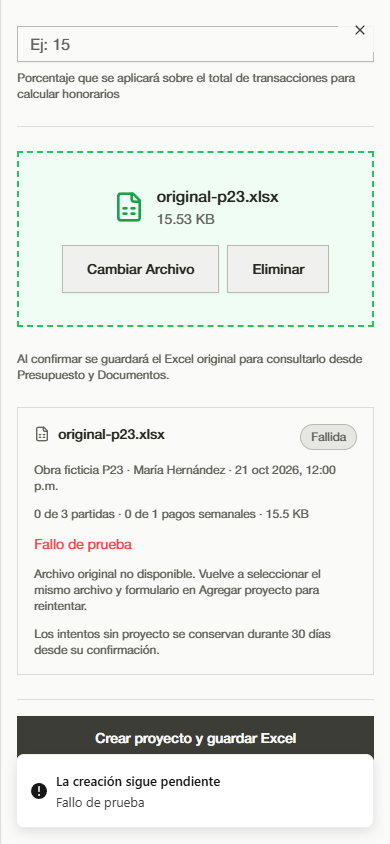 Ej: 15
Porcentaje que se aplicará sobre el total de transacciones para
calcular honorarios
original-p23.xlsx
15.53 KB
Cambiar Archivo
Eliminar
Al confirmar se guardará el Excel original para consultarlo desde
Presupuesto y Documentos.
original-p23.xlsx
Fallida
Obra ficticia P23 · María Hernández · 21 oct 2026, 12:00
p.m.
0 de 3 partidas · 0 de 1 pagos semanales · 15.5 KB
Fallo de prueba
Archivo original no disponible. Vuelve a seleccionar el
mismo archivo y formulario en Agregar proyecto para
reintentar.
Los intentos sin proyecto se conservan durante 30 días
desde su confirmación.
Crear proyecto y guardar Excel
La creación sigue pendiente
Fallo de prueba